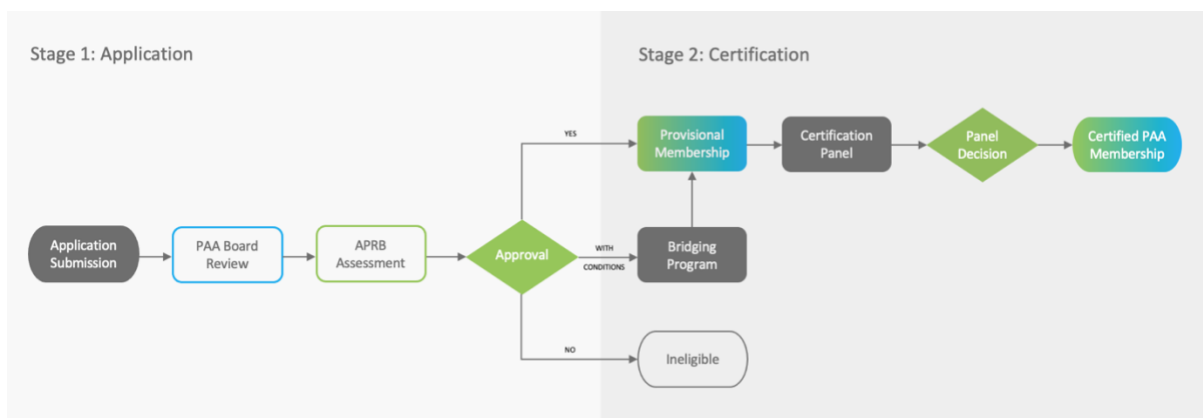 Stage 1: Application
Stage 2: Certification
YES
Provisional
Membership
Certification
Panel
Panel
Decision
Certified PAA
Membership
Application
Submission
PAA Board
Review
APRB
Assessment
Approval
WITH
CONDITIONS
Bridging
Program
NO
Ineligible